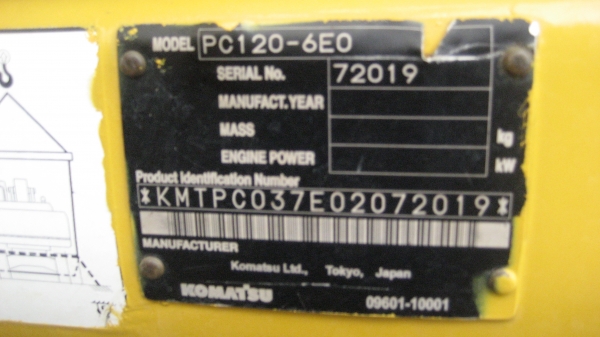 MODEL PC120-6E0
SERIAL No. 72019
MANUFACT.YEAR
MASS kg
ENGINE POWER kW
Product Identification Number
*KMTPC037E02072019*
MANUFACTURER
Komatsu Ltd., Tokyo, Japan
KOMATSU 09601-10001